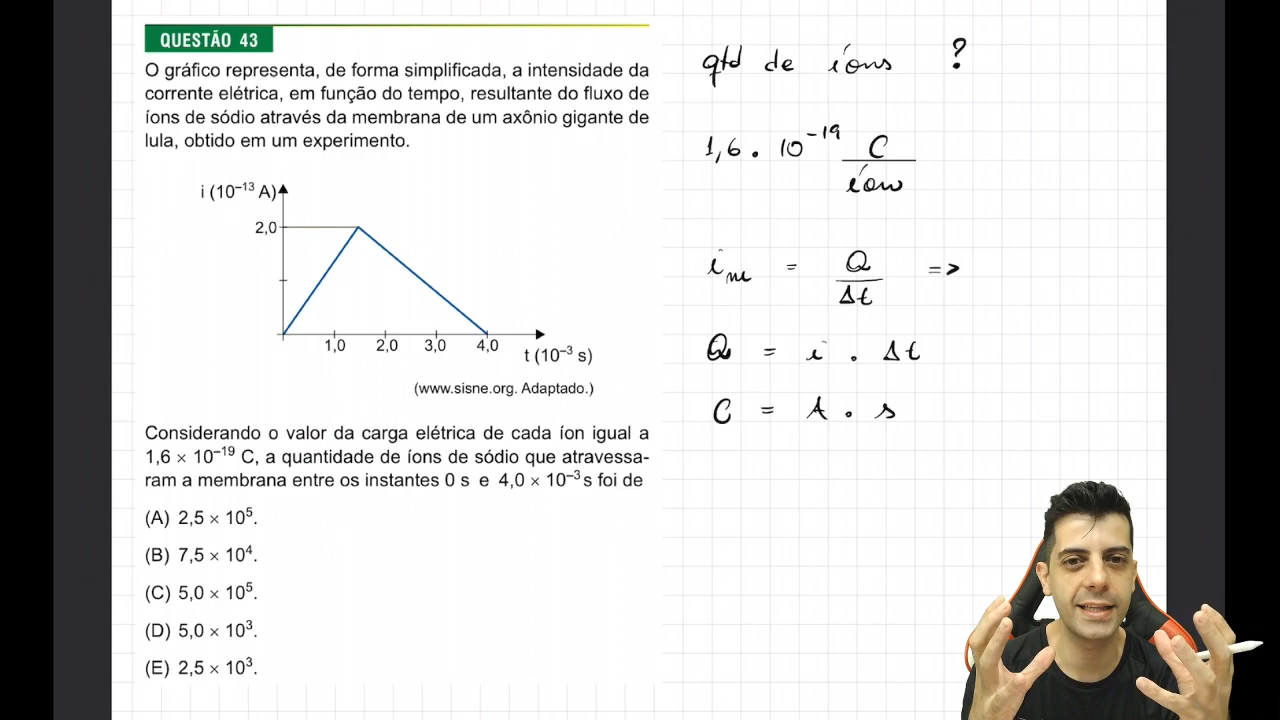 QUESTÃO 43
O gráfico representa, de forma simplificada, a intensidade da
corrente elétrica, em função do tempo, resultante do fluxo de
íons de sódio através da membrana de um axônio gigante de
lula, obtido em um experimento.
i (10⁻¹³ A)
2,0
1,0 2,0 3,0 4,0
t (10⁻³ s)
(www.sisne.org. Adaptado.)
Considerando o valor da carga elétrica de cada íon igual a
1,6 × 10⁻¹⁹ C, a quantidade de íons de sódio que atravessa-
ram a membrana entre os instantes 0 s e 4,0 × 10⁻³ s foi de
(A) 2,5 × 10⁵.
(B) 7,5 × 10⁴.
(C) 5,0 × 10⁵.
(D) 5,0 × 10³.
(E) 2,5 × 10³.
qtd de íons ?
1,6 . 10⁻¹⁹ C
íon
i_m = Q =>
Δt
Q = i . Δt
C = A . s